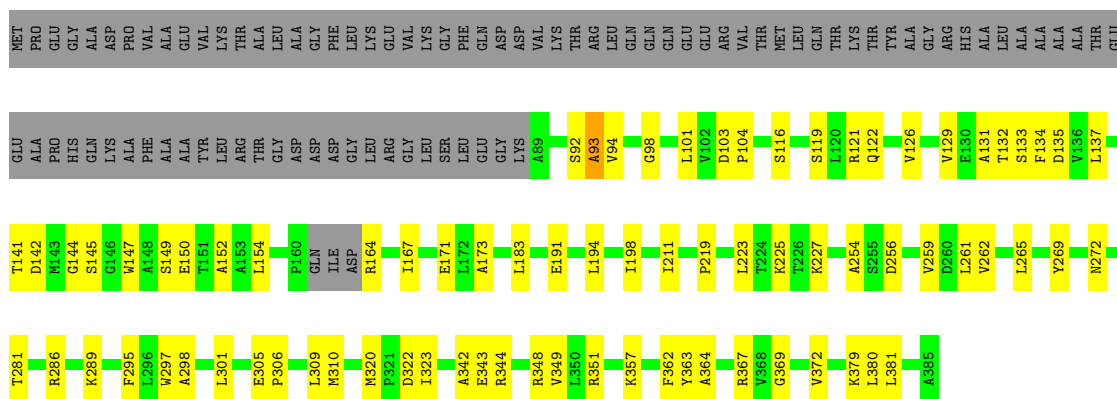 MET PRO GLU GLY ALA ASP PRO VAL ALA GLU VAL LYS THR ALA LEU ALA GLY PHE LEU LYS GLU VAL LYS GLY PHE GLN ASP ASP VAL LYS THR ARG LEU GLN GLN GLN GLU GLU ARG VAL THR MET LEU GLN THR LYS THR TYR ALA GLY ARG HIS ALA LEU ALA ALA ALA ALA THR GLU
GLU ALA PRO HIS GLN LYS ALA PHE ALA ALA TYR LEU ARG THR GLY ASP ASP ASP GLY LEU ARG GLY LEU SER LEU GLU GLY LYS A89 S92 A93 V94 G98 L101 V102 D103 P104 S116 S119 L120 R121 Q122 V126 V129 E130 A131 T132 S133 F134 D135 V136 L137
T141 D142 M143 G144 S145 G146 W147 A148 S149 E150 T151 A152 A153 L154 P160 GLN ILE ASP R164 I167 E171 L172 A173 L183 E191 L194 I198 I211 P219 L223 T224 K225 T226 K227 A254 S255 D256 V259 D260 L261 V262 L265 Y269 N272
T281 R286 K289 F295 L296 W297 A298 L301 E305 P306 L309 M310 M320 P321 D322 I323 A342 E343 R344 R348 V349 L350 R351 K357 F362 Y363 A364 R367 V368 G369 V372 K379 L380 L381 A385